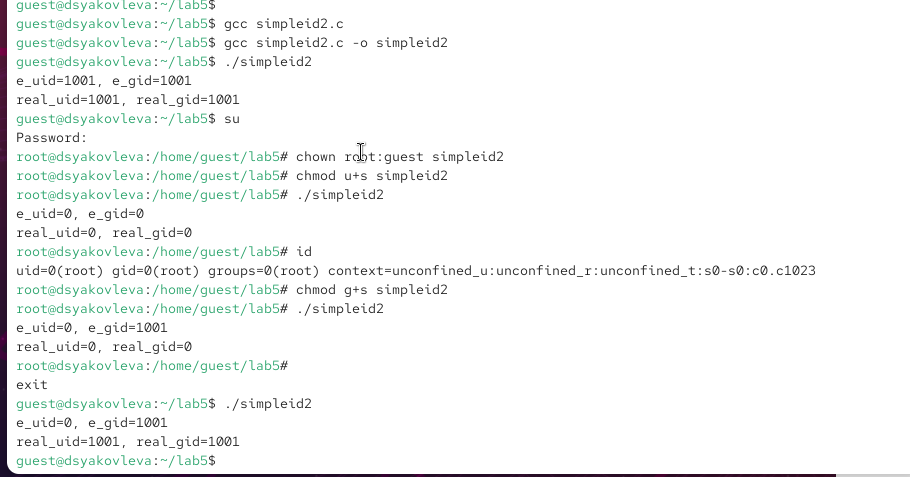 guest@dsyakovleva:~/lab5$
guest@dsyakovleva:~/lab5$ gcc simpleid2.c
guest@dsyakovleva:~/lab5$ gcc simpleid2.c -o simpleid2
guest@dsyakovleva:~/lab5$ ./simpleid2
e_uid=1001, e_gid=1001
real_uid=1001, real_gid=1001
guest@dsyakovleva:~/lab5$ su
Password:
root@dsyakovleva:/home/guest/lab5# chown root:guest simpleid2
root@dsyakovleva:/home/guest/lab5# chmod u+s simpleid2
root@dsyakovleva:/home/guest/lab5# ./simpleid2
e_uid=0, e_gid=0
real_uid=0, real_gid=0
root@dsyakovleva:/home/guest/lab5# id
uid=0(root) gid=0(root) groups=0(root) context=unconfined_u:unconfined_r:unconfined_t:s0-s0:c0.c1023
root@dsyakovleva:/home/guest/lab5# chmod g+s simpleid2
root@dsyakovleva:/home/guest/lab5# ./simpleid2
e_uid=0, e_gid=1001
real_uid=0, real_gid=0
root@dsyakovleva:/home/guest/lab5#
exit
guest@dsyakovleva:~/lab5$ ./simpleid2
e_uid=0, e_gid=1001
real_uid=1001, real_gid=1001
guest@dsyakovleva:~/lab5$